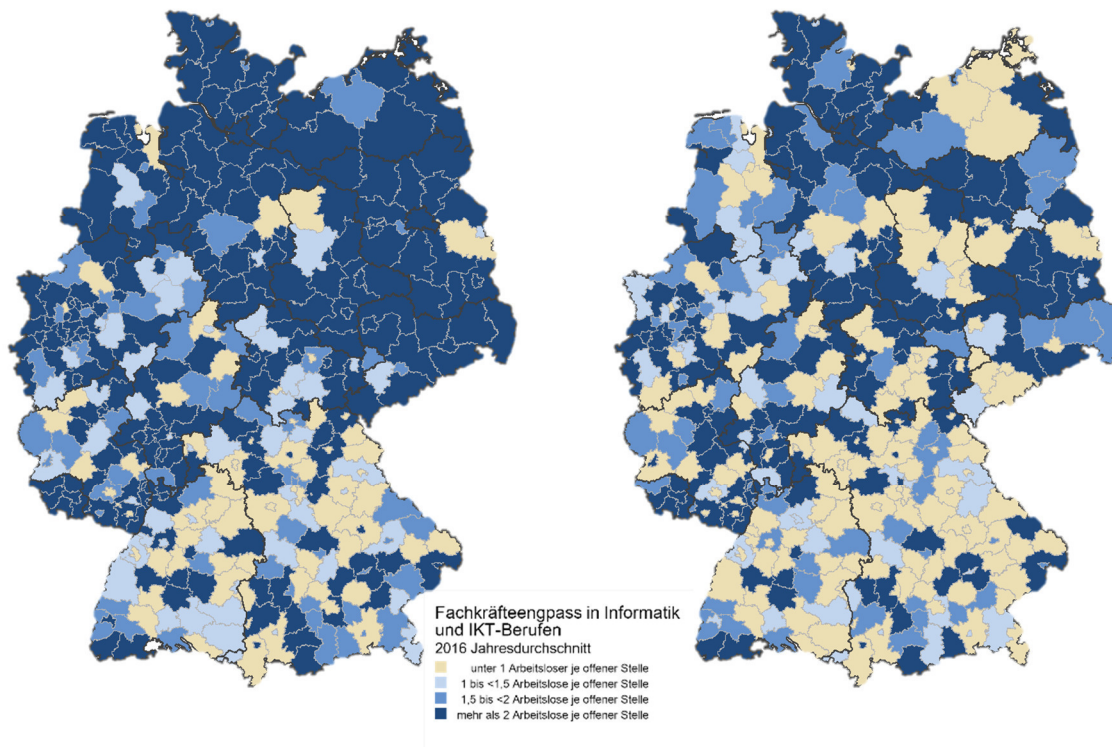 Fachkräfteengpass in Informatik
und IKT-Berufen
2016 Jahresdurchschnitt
unter 1 Arbeitsloser je offener Stelle
1 bis <1,5 Arbeitslose je offener Stelle
1,5 bis <2 Arbeitslose je offener Stelle
mehr als 2 Arbeitslose je offener Stelle